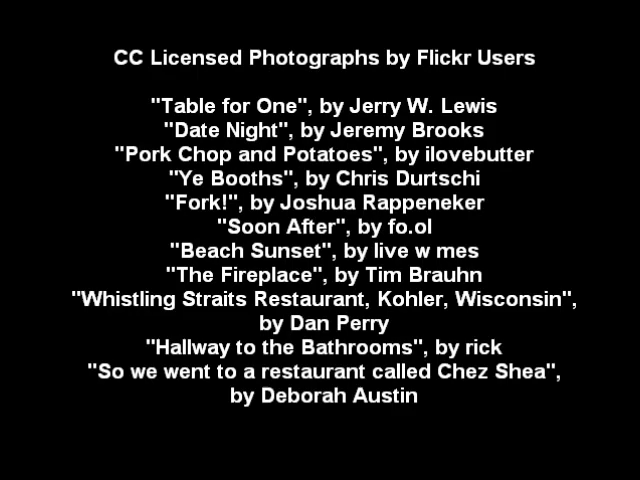 CC Licensed Photographs by Flickr Users
"Table for One", by Jerry W. Lewis
"Date Night", by Jeremy Brooks
"Pork Chop and Potatoes", by ilovebutter
"Ye Booths", by Chris Durtschi
"Fork!", by Joshua Rappeneker
"Soon After", by fo.ol
"Beach Sunset", by live w mes
"The Fireplace", by Tim Brauhn
"Whistling Straits Restaurant, Kohler, Wisconsin",
by Dan Perry
"Hallway to the Bathrooms", by rick
"So we went to a restaurant called Chez Shea",
by Deborah Austin